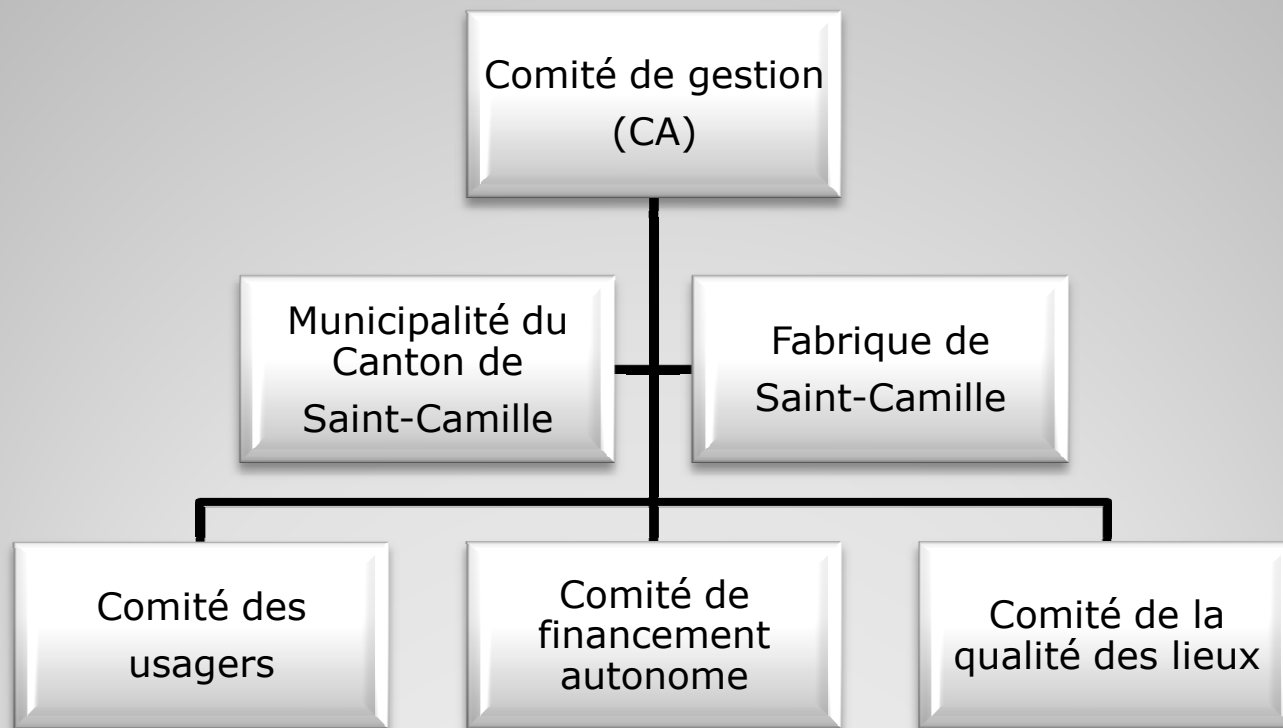 Comité de gestion
(CA)
Municipalité du
Canton de
Saint-Camille
Fabrique de
Saint-Camille
Comité des
usagers
Comité de
financement
autonome
Comité de la
qualité des lieux